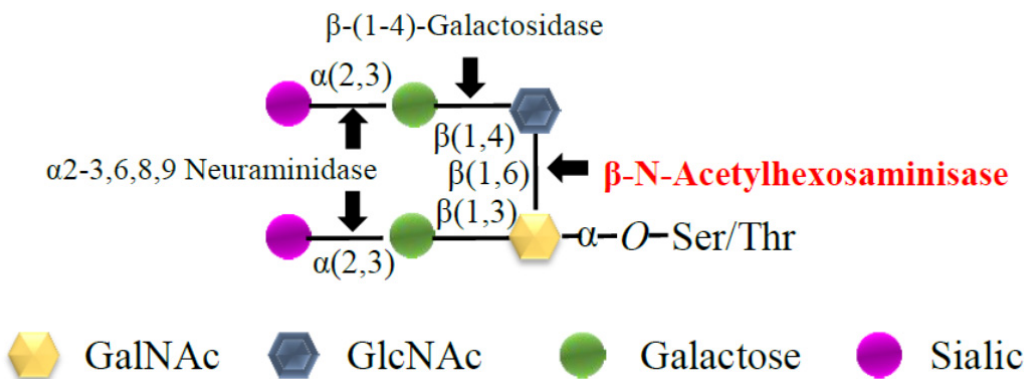 β-(1-4)-Galactosidase
α(2,3)
β(1,4)
α2-3,6,8,9 Neuraminidase
β(1,6)
β-N-Acetylhexosaminisase
β(1,3)
α-O-Ser/Thr
α(2,3)
GalNAc GlcNAc Galactose Sialic